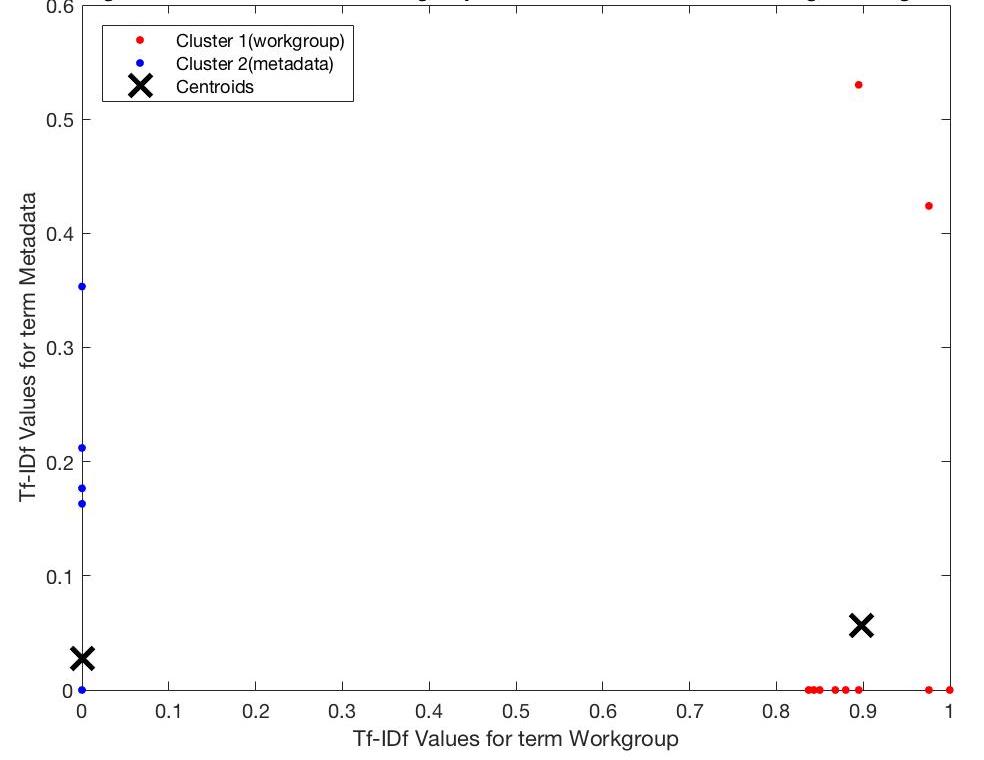 0.6
Cluster 1(workgroup)
Cluster 2(metadata)
Centroids
0.5
0.4
0.3
0.2
0.1
0
Tf-IDf Values for term Metadata
0 0.1 0.2 0.3 0.4 0.5 0.6 0.7 0.8 0.9 1
Tf-IDf Values for term Workgroup